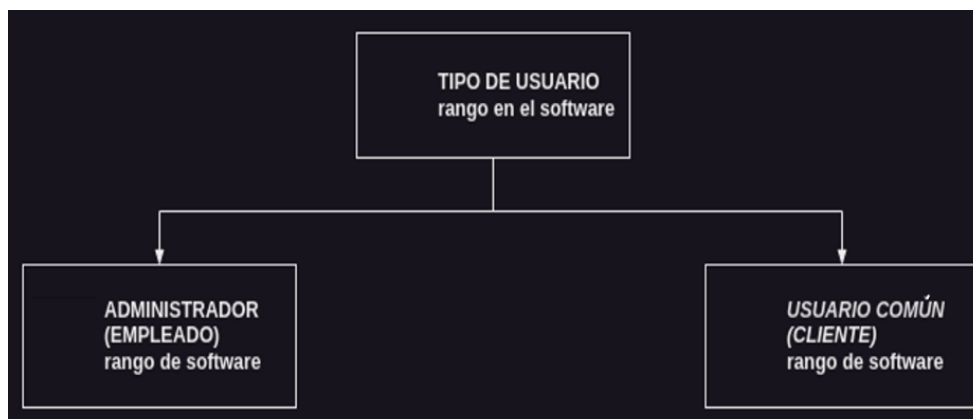 TIPO DE USUARIO
rango en el software
ADMINISTRADOR
(EMPLEADO)
rango de software
USUARIO COMÚN
(CLIENTE)
rango de software